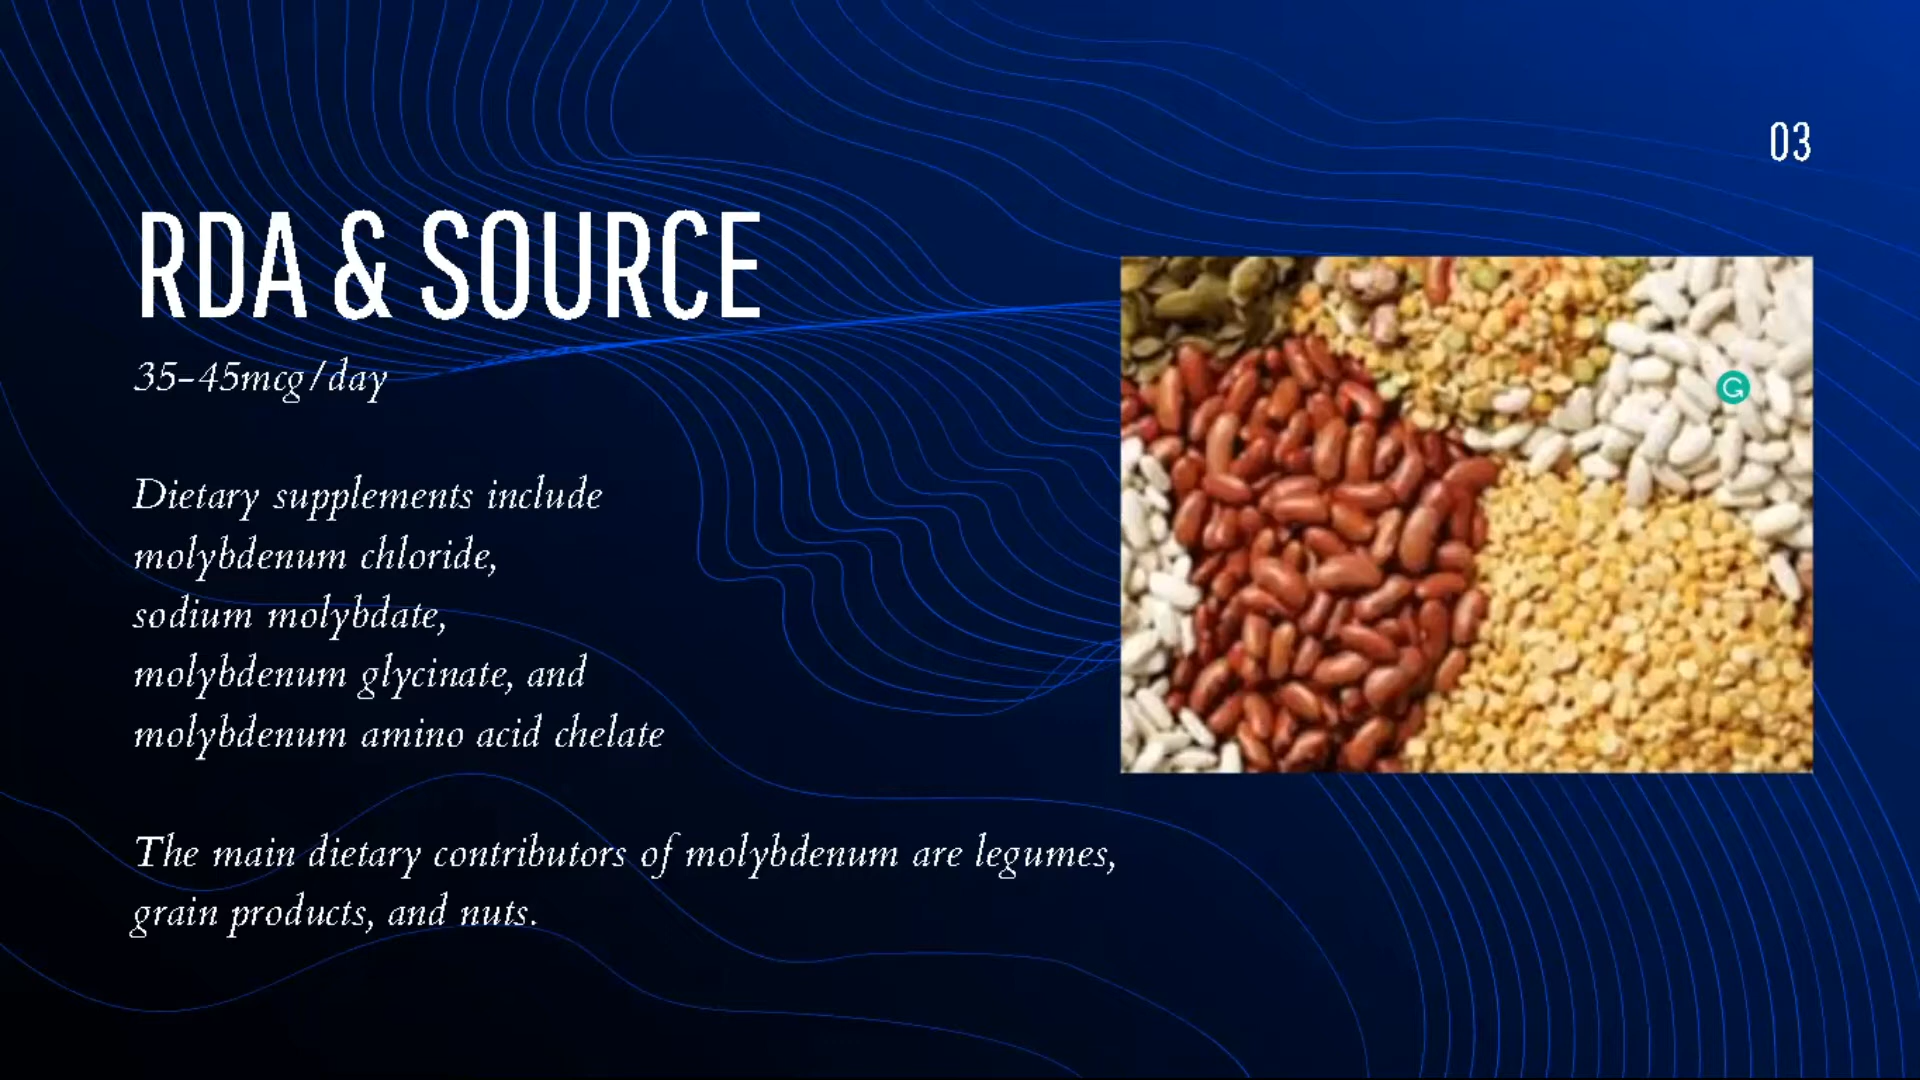 03
RDA & SOURCE
35-45mcg/day
Dietary supplements include
molybdenum chloride,
sodium molybdate,
molybdenum glycinate, and
molybdenum amino acid chelate
The main dietary contributors of molybdenum are legumes,
grain products, and nuts.